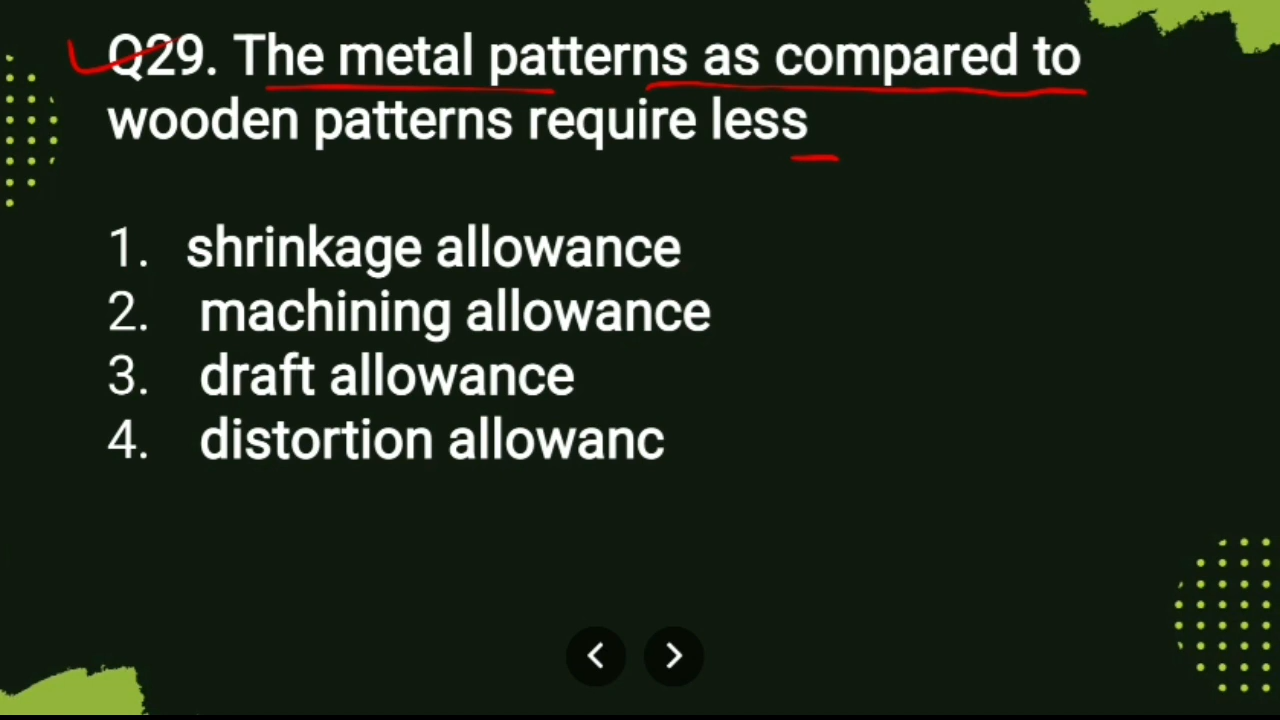 Q29. The metal patterns as compared to
wooden patterns require less
1. shrinkage allowance
2. machining allowance
3. draft allowance
4. distortion allowanc